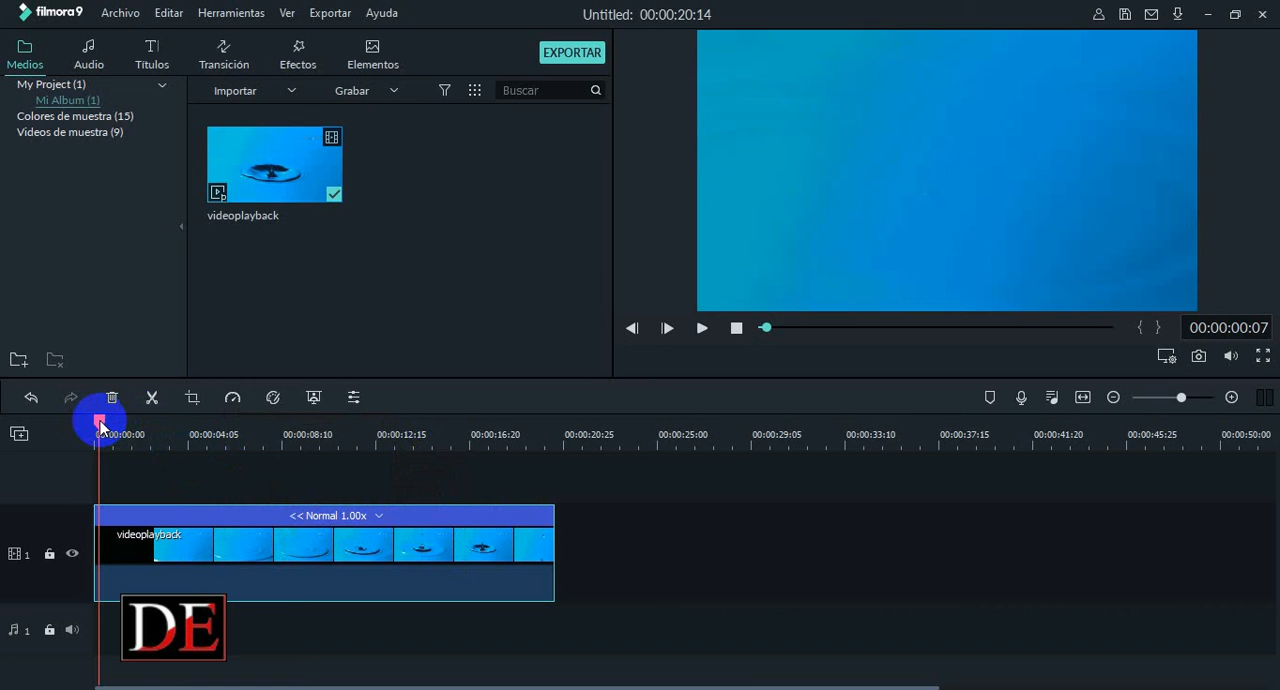 filmora9 Archivo Editar Herramientas Ver Exportar Ayuda Untitled: 00:00:20:14
Medios Audio Títulos Transición Efectos Elementos EXPORTAR
My Project (1)
Mi Album (1)
Colores de muestra (15)
Videos de muestra (9)
Importar Grabar Buscar
videoplayback
00:00:00:07
00:00:00:00 00:00:04:05 00:00:08:10 00:00:12:15 00:00:16:20 00:00:20:25 00:00:25:00 00:00:29:05 00:00:33:10 00:00:37:15 00:00:41:20 00:00:45:25 00:00:50:00
<< Normal 1.00x
videoplayback
1
1
DE